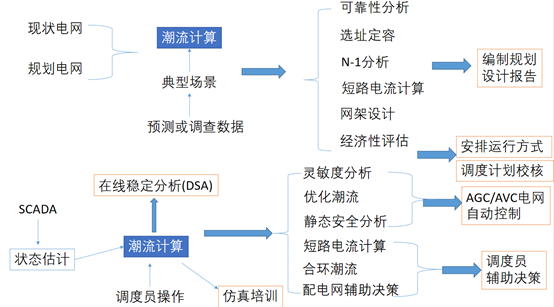 现状电网
规划电网
潮流计算
典型场景
预测或调查数据
可靠性分析
选址定容
N-1分析
短路电流计算
网架设计
经济性评估
编制规划
设计报告
安排运行方式
调度计划校核
在线稳定分析(DSA)
SCADA
状态估计
潮流计算
调度员操作
仿真培训
灵敏度分析
优化潮流
静态安全分析
短路电流计算
合环潮流
配电网辅助决策
AGC/AVC电网
自动控制
调度员
辅助决策